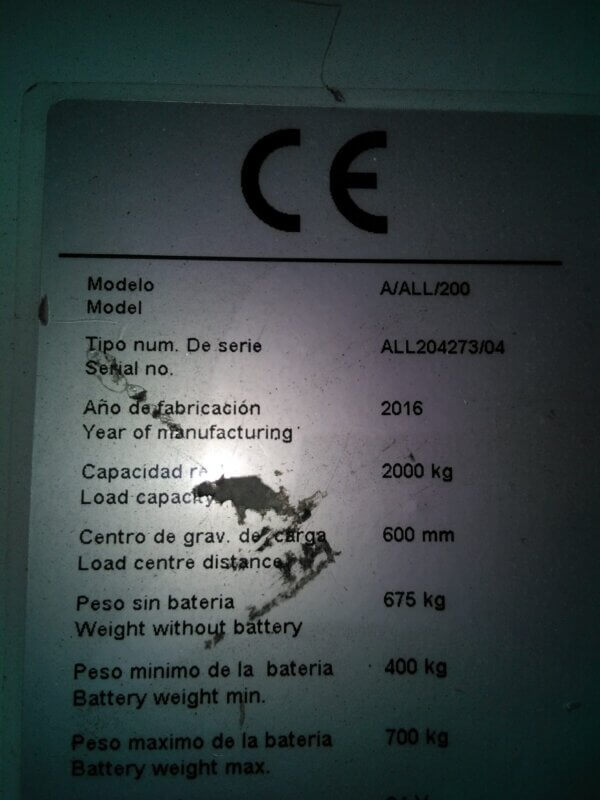 CE
Modelo A/ALL/200
Model
Tipo num. De serie ALL204273/04
Serial no.
Año de fabricación 2016
Year of manufacturing
Capacidad 2000 kg
Load capacity
Centro de grav. de carga 600 mm
Load centre distance
Peso sin bateria 675 kg
Weight without battery
Peso minimo de la bateria 400 kg
Battery weight min.
Peso maximo de la bateria 700 kg
Battery weight max.